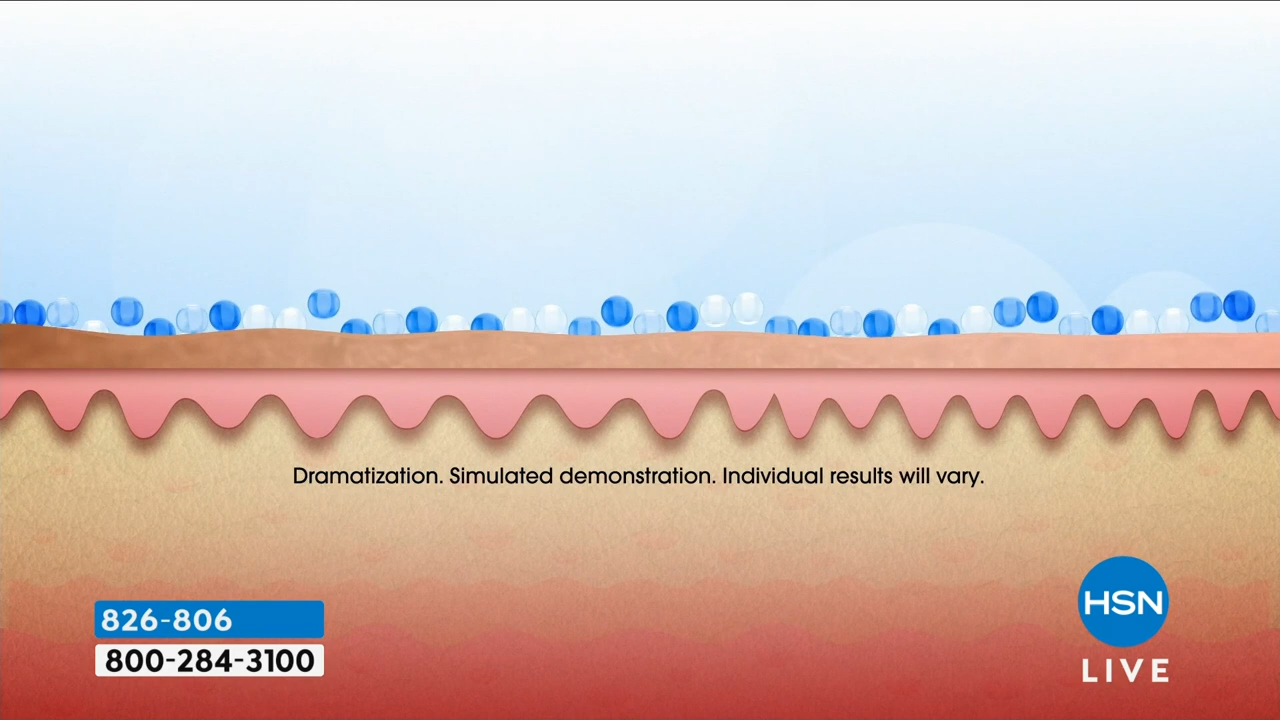 Dramatization. Simulated demonstration. Individual results will vary.
826-806
800-284-3100
HSN
LIVE